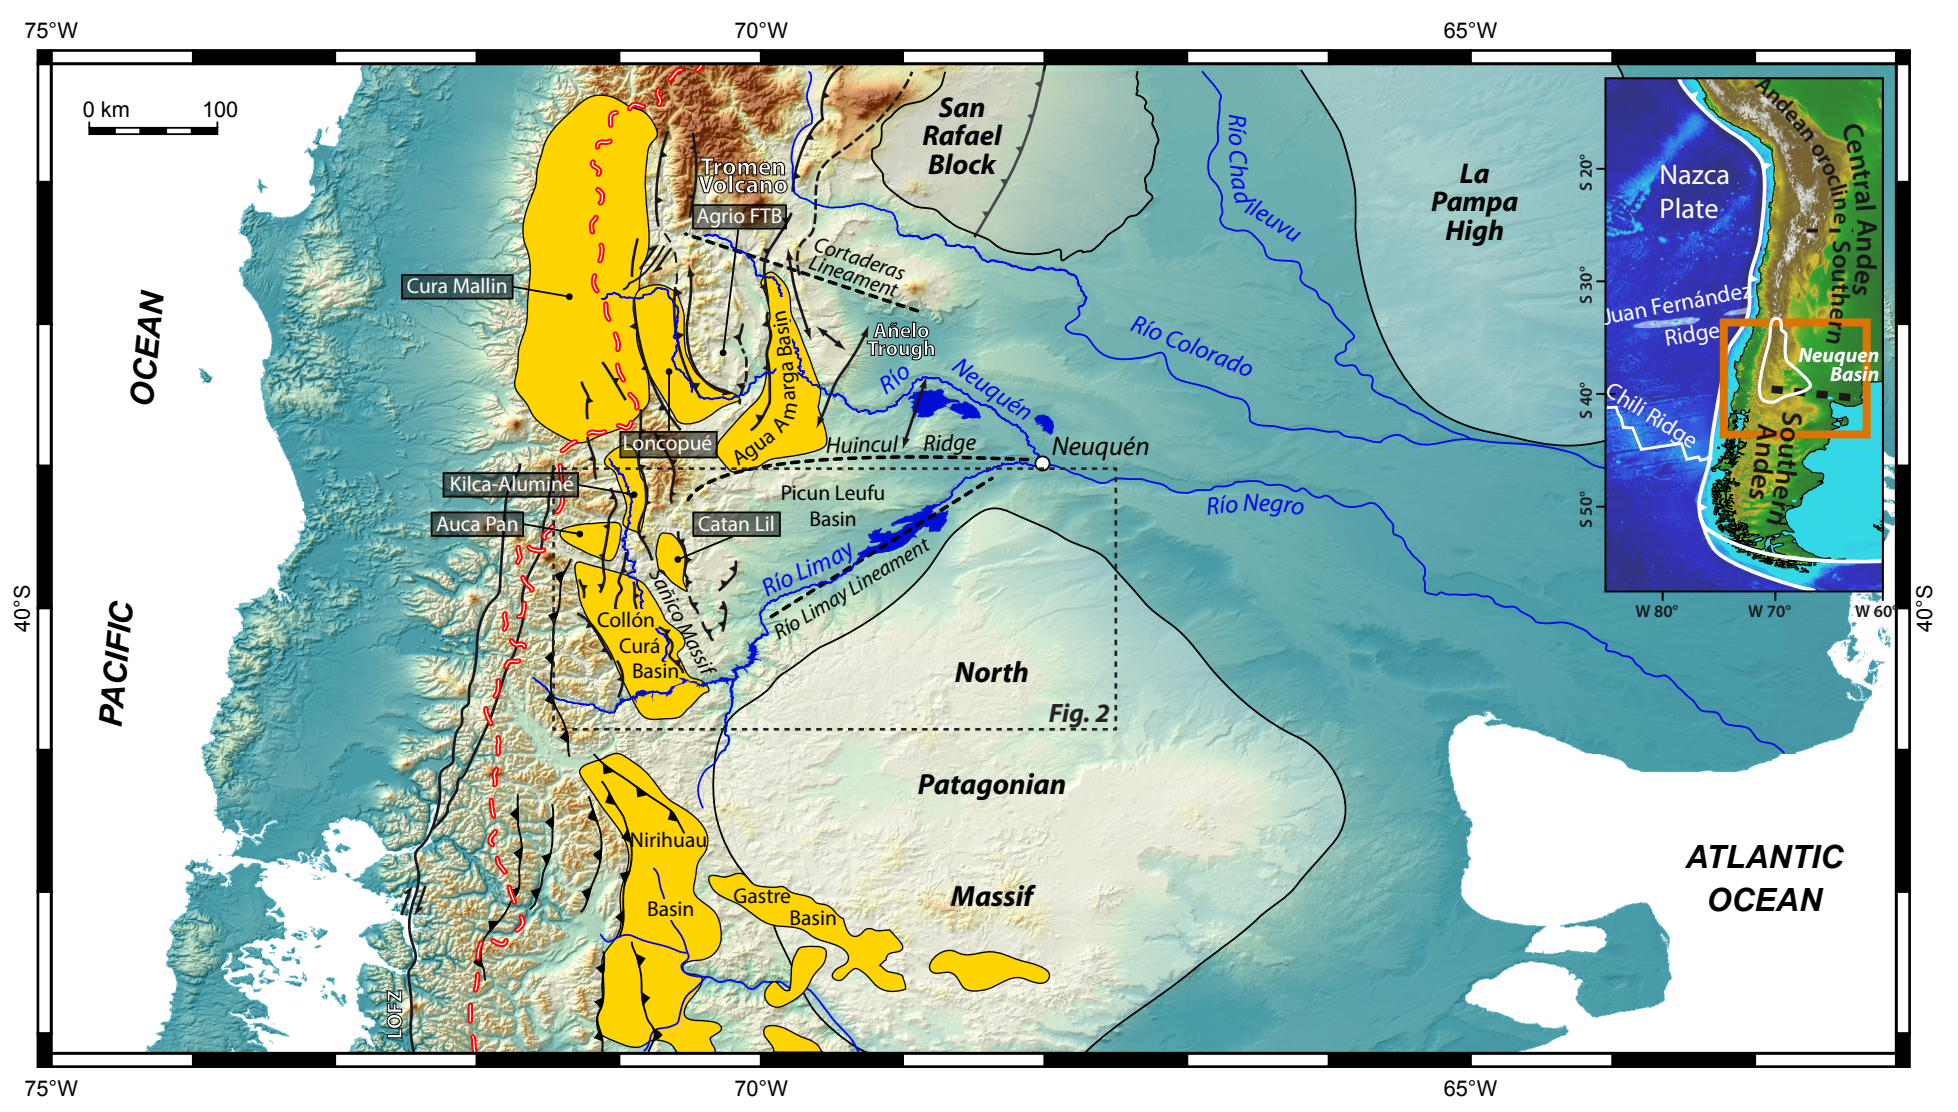 75°W
70°W
65°W
0 km 100
San
Rafael
Block
La
Pampa
High
Río Chadileuvu
Tromen
Volcano
Agrio FTB
Cortaderas
Lineament
Cura Mallin
Agua Amarga Basin
Añelo
Trough
Río Colorado
Río Neuquén
Loncopué
Huincul Ridge
Neuquén
Kilca-Aluminé
Picun Leufu
Basin
Río Negro
Auca Pan
Catan Lil
Río Limay
Río Limay Lineament
Sañico Massif
Collón
Curá
Basin
40°S
40°S
North
Patagonian
Massif
Fig. 2
Nirihuau
Basin
Gastre
Basin
LOFZ
PACIFIC
OCEAN
ATLANTIC
OCEAN
75°W
70°W
65°W
Andean orocline
Central Andes
Southern
Nazca
Plate
S 20°
S 30°
S 40°
S 50°
Juan Fernández
Ridge
Neuquen
Basin
Chili Ridge
Southern
Andes
W 80°
W 70°
W 60°